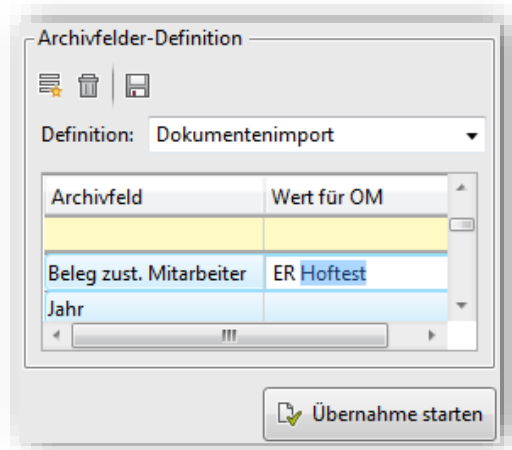 Archivfelder-Definition
Definition: Dokumentenimport
Archivfeld Wert für OM
Beleg zust. Mitarbeiter ER Hoftest
Jahr
Übernahme starten